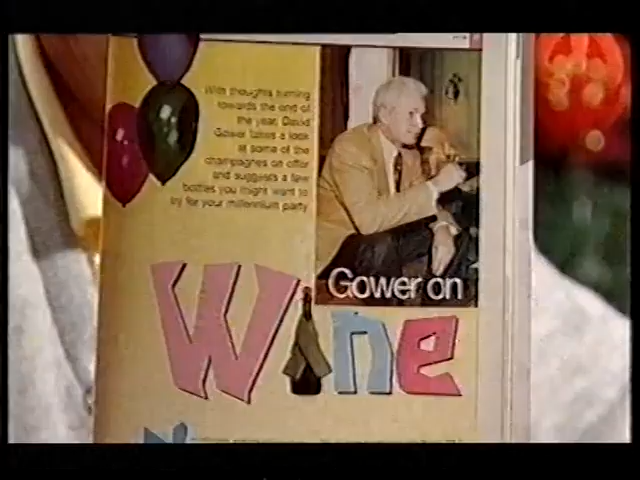 With thoughts turning
towards the end of
the year, David
Gower takes a look
at some of the
champagnes on offer
and suggests a few
bottles you might want to
try for your millennium party
Gower on
Wine